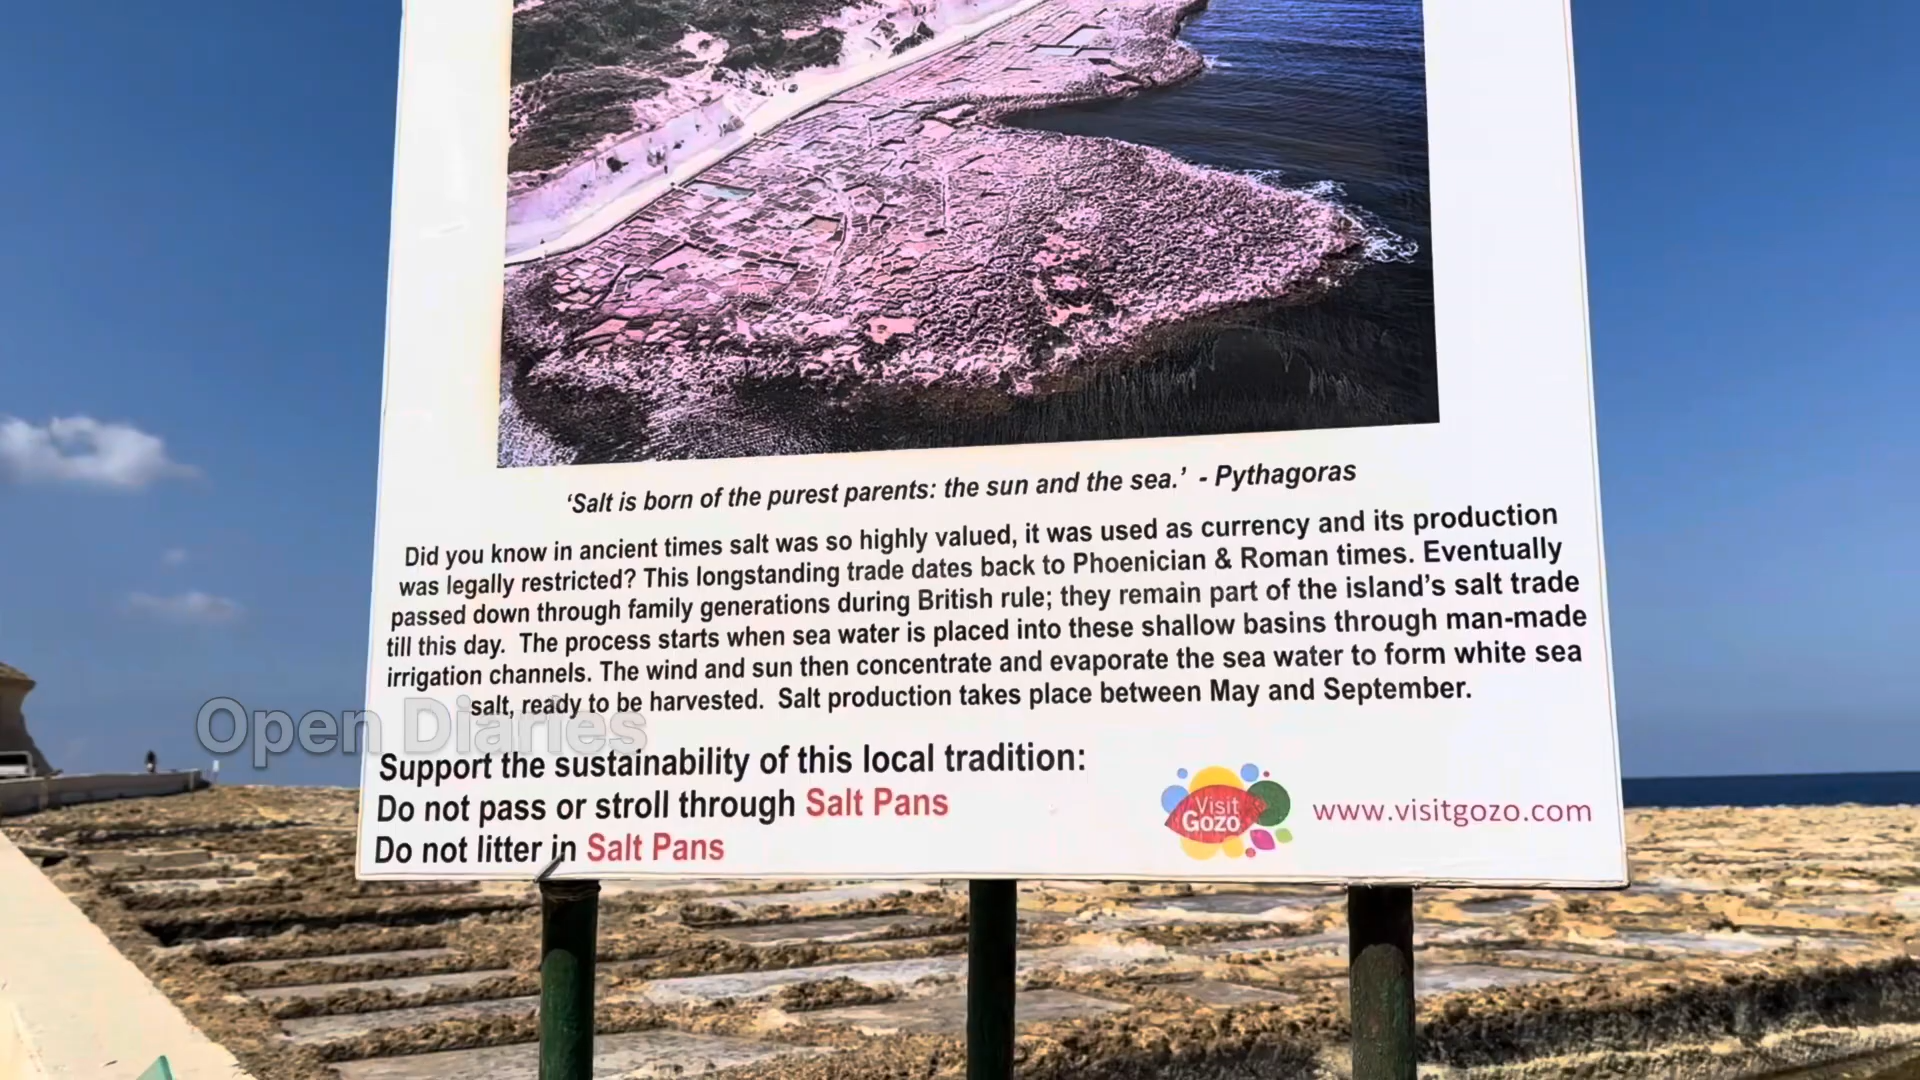 ‘Salt is born of the purest parents: the sun and the sea.’ - Pythagoras
Did you know in ancient times salt was so highly valued, it was used as currency and its production
was legally restricted? This longstanding trade dates back to Phoenician & Roman times. Eventually
passed down through family generations during British rule; they remain part of the island’s salt trade
till this day. The process starts when sea water is placed into these shallow basins through man-made
irrigation channels. The wind and sun then concentrate and evaporate the sea water to form white sea
salt, ready to be harvested. Salt production takes place between May and September.
Open Diaries
Support the sustainability of this local tradition:
Do not pass or stroll through Salt Pans
Do not litter in Salt Pans
Visit
Gozo
www.visitgozo.com